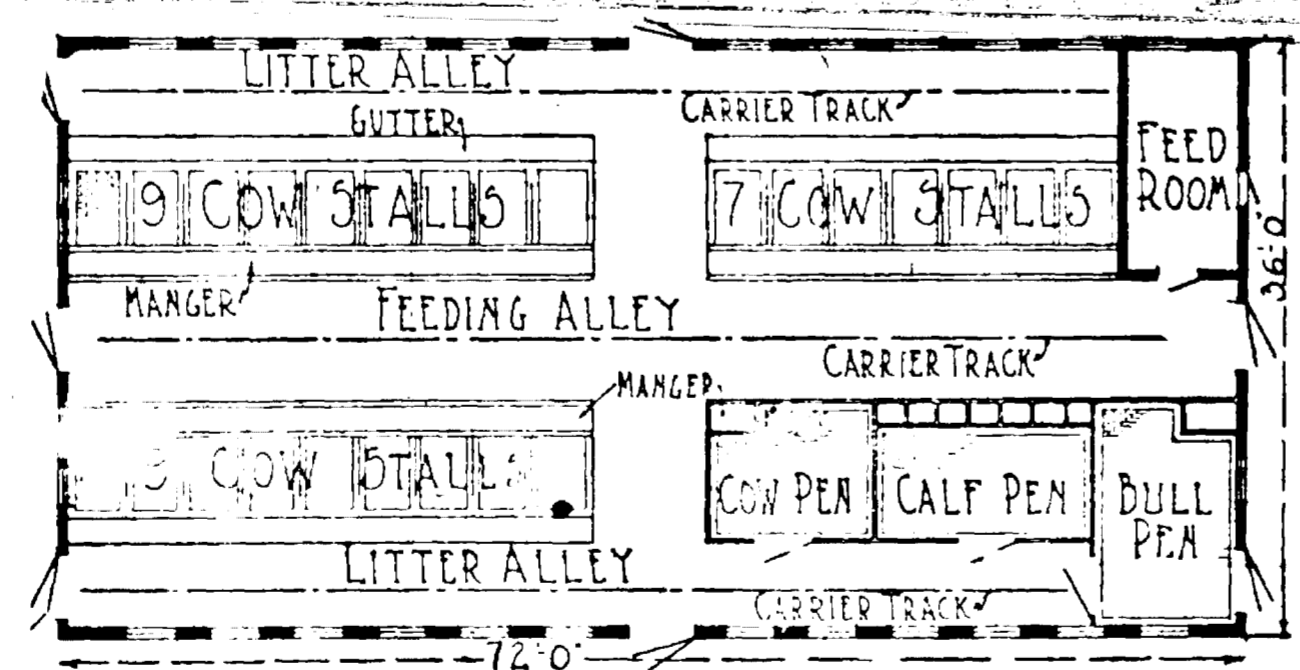 LITTER ALLEY
CARRIER TRACK
GUTTER
FEED
ROOM
9 COW STALLS
7 COW STALLS
36'-0"
MANGER
FEEDING ALLEY
CARRIER TRACK
MANGER
COW STALLS
COW PEN
CALF PEN
BULL
PEN
LITTER ALLEY
CARRIER TRACK
72'-0"